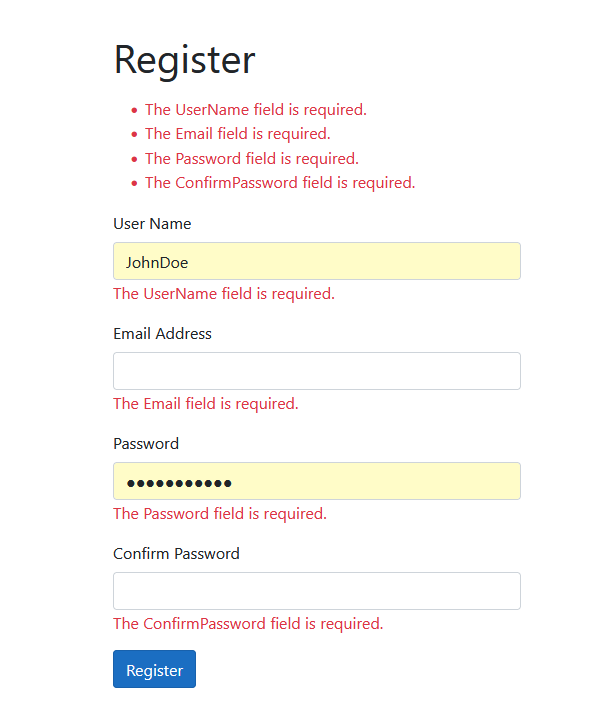 Register
• The UserName field is required.
• The Email field is required.
• The Password field is required.
• The ConfirmPassword field is required.
User Name
JohnDoe
The UserName field is required.
Email Address
The Email field is required.
Password
●●●●●●●●●●●
The Password field is required.
Confirm Password
The ConfirmPassword field is required.
Register